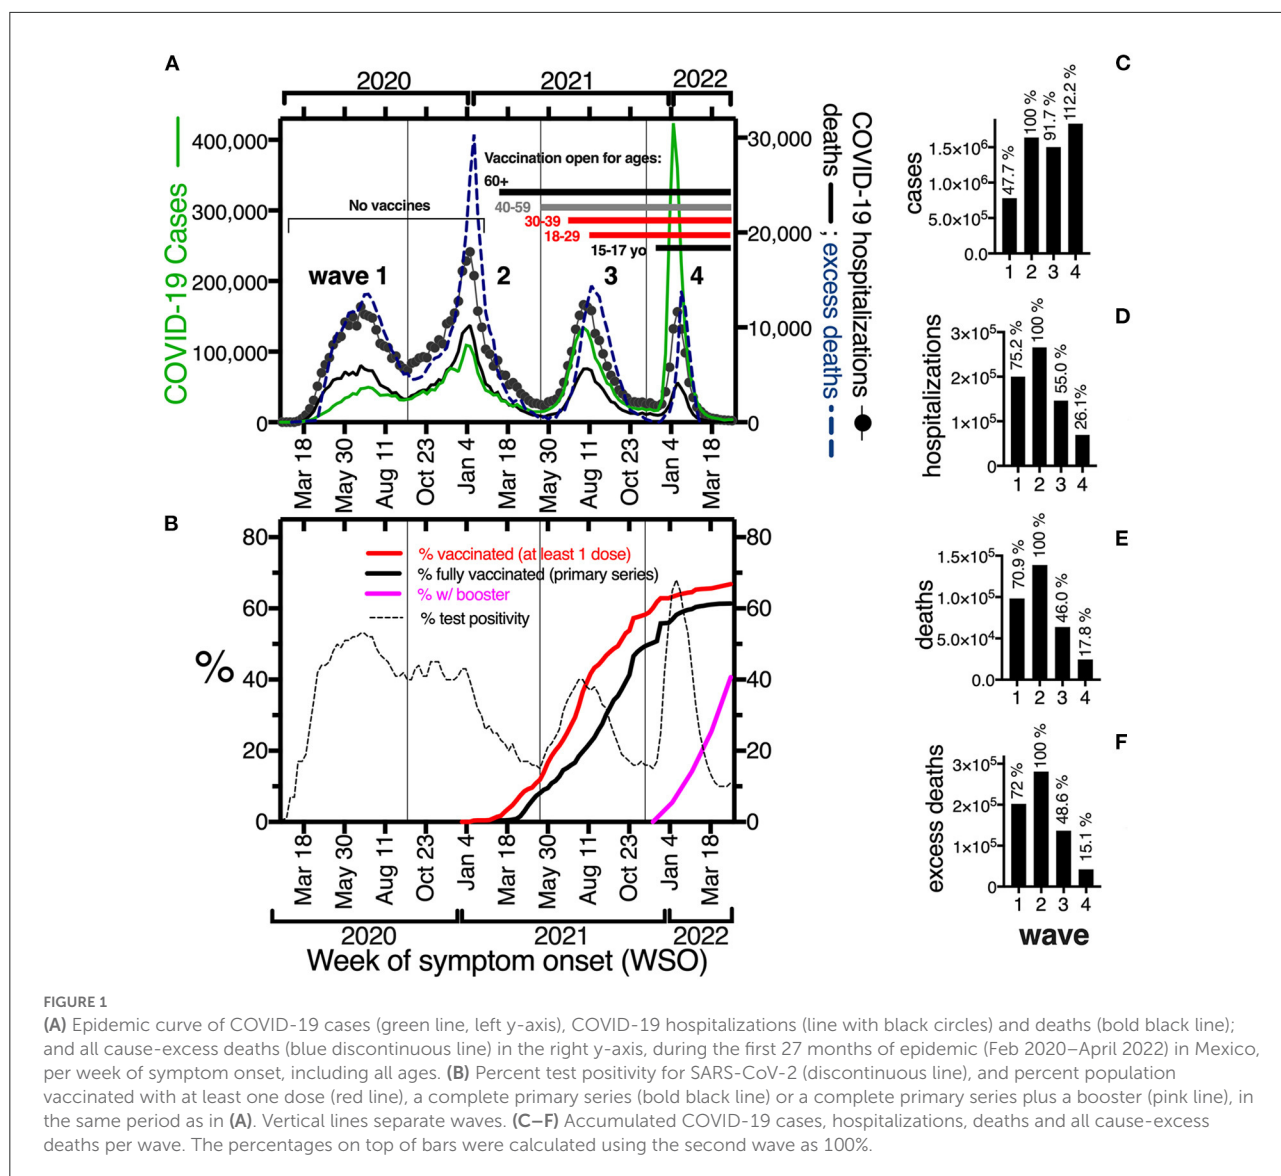 A
2020
2021
2022
400,000
300,000
200,000
100,000
0
COVID-19 Cases
30,000
20,000
10,000
0
deaths ; excess deaths
COVID-19 hospitalizations
Vaccination open for ages:
60+
40-59
30-39
18-29
15-17 yo
No vaccines
wave 1
2
3
4
Mar 18
May 30
Aug 11
Oct 23
Jan 4
Mar 18
May 30
Aug 11
Oct 23
Jan 4
Mar 18
B
80
60
40
20
0
%
80
60
40
20
0
% vaccinated (at least 1 dose)
% fully vaccinated (primary series)
% w/ booster
% test positivity
Mar 18
May 30
Aug 11
Oct 23
Jan 4
Mar 18
May 30
Aug 11
Oct 23
Jan 4
Mar 18
2020
2021
2022
Week of symptom onset (WSO)
C
cases
1.5×10⁶
1.0×10⁶
5.0×10⁵
0.0
47.7 %
100 %
91.7 %
112.2 %
1 2 3 4
D
hospitalizations
3×10⁵
2×10⁵
1×10⁵
0
75.2 %
100 %
55.0 %
26.1%
1 2 3 4
E
deaths
1.5×10⁵
1.0×10⁵
5.0×10⁴
0.0
70.9 %
100 %
46.0 %
17.8 %
1 2 3 4
F
excess deaths
3×10⁵
2×10⁵
1×10⁵
0
72 %
100 %
48.6 %
15.1 %
1 2 3 4
wave
FIGURE 1
(A) Epidemic curve of COVID-19 cases (green line, left y-axis), COVID-19 hospitalizations (line with black circles) and deaths (bold black line);
and all cause-excess deaths (blue discontinuous line) in the right y-axis, during the first 27 months of epidemic (Feb 2020–April 2022) in Mexico,
per week of symptom onset, including all ages. (B) Percent test positivity for SARS-CoV-2 (discontinuous line), and percent population
vaccinated with at least one dose (red line), a complete primary series (bold black line) or a complete primary series plus a booster (pink line), in
the same period as in (A). Vertical lines separate waves. (C–F) Accumulated COVID-19 cases, hospitalizations, deaths and all cause-excess
deaths per wave. The percentages on top of bars were calculated using the second wave as 100%.